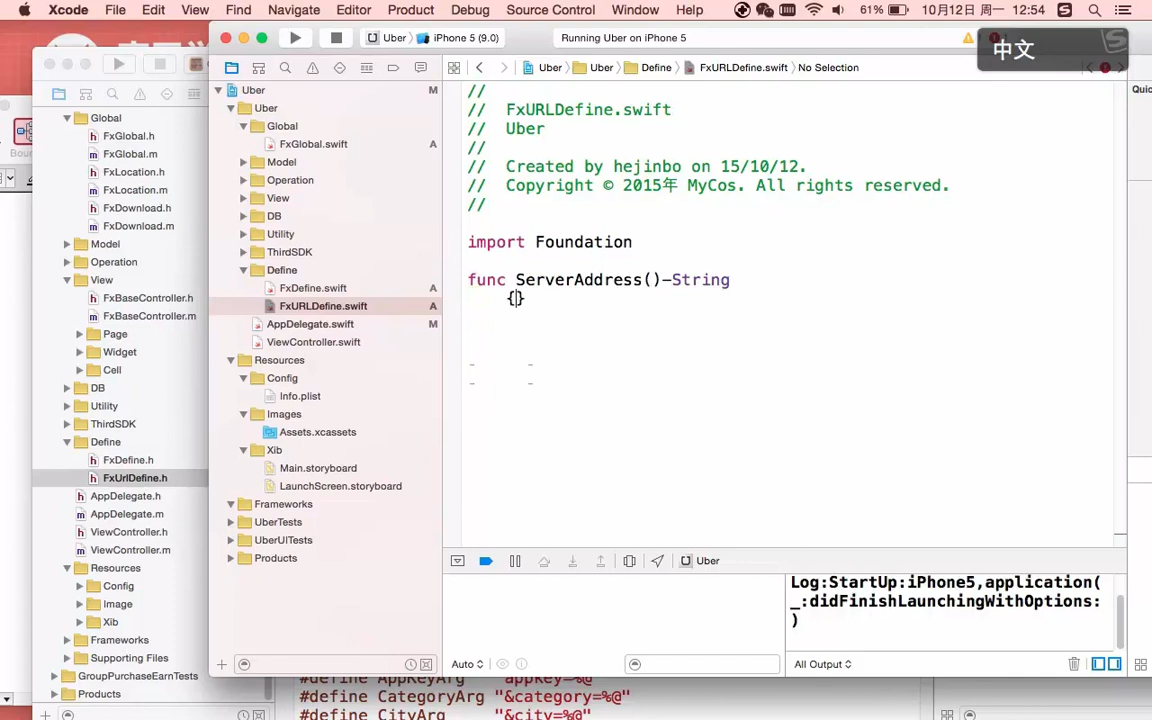 Xcode File Edit View Find Navigate Editor Product Debug Source Control Window Help 61% 10月12日 周一 12:54
Uber iPhone 5 (9.0) Running Uber on iPhone 5
中文
Uber Uber Define FxURLDefine.swift No Selection
Quic
Global
FxGlobal.h
FxGlobal.m
FxLocation.h
FxLocation.m
FxDownload.h
FxDownload.m
Model
Operation
View
FxBaseController.h
FxBaseController.m
Page
Widget
Cell
DB
Utility
ThirdSDK
Define
FxDefine.h
FxUrlDefine.h
AppDelegate.h
AppDelegate.m
ViewController.h
ViewController.m
Resources
Config
Image
Xib
Frameworks
Supporting Files
GroupPurchaseEarnTests
Products
Uber M
Uber
Global
FxGlobal.swift A
Model
Operation
View
DB
Utility
ThirdSDK
Define
FxDefine.swift A
FxURLDefine.swift A
AppDelegate.swift M
ViewController.swift
Resources
Config
Info.plist
Images
Assets.xcassets
Xib
Main.storyboard
LaunchScreen.storyboard
Frameworks
UberTests
UberUITests
Products
//
// FxURLDefine.swift
// Uber
//
// Created by hejinbo on 15/10/12.
// Copyright © 2015年 MyCos. All rights reserved.
//
import Foundation
func ServerAddress()-String
{}
Uber
Log:StartUp:iPhone5,application(
_:didFinishLaunchingWithOptions:
)
Auto All Output
#define AppKeyArg "appkey=%@"
#define CategoryArg "&category=%@"
#define CityArg "&city=%@"